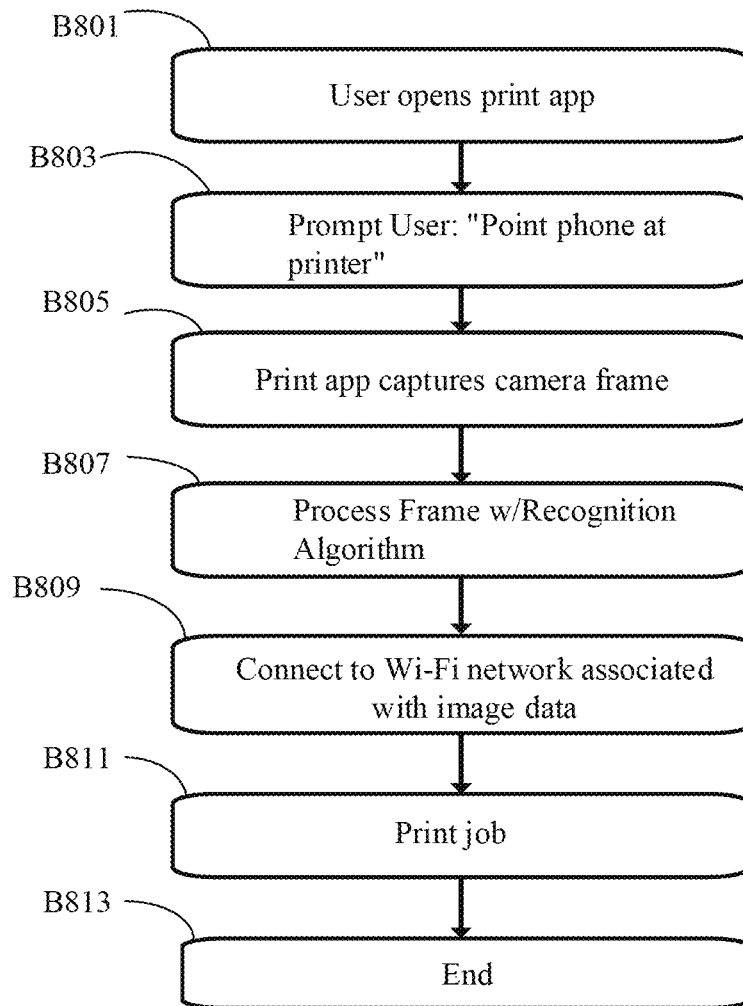 B801
User opens print app
B803
Prompt User: "Point phone at
printer"
B805
Print app captures camera frame
B807
Process Frame w/Recognition
Algorithm
B809
Connect to Wi-Fi network associated
with image data
B811
Print job
B813
End